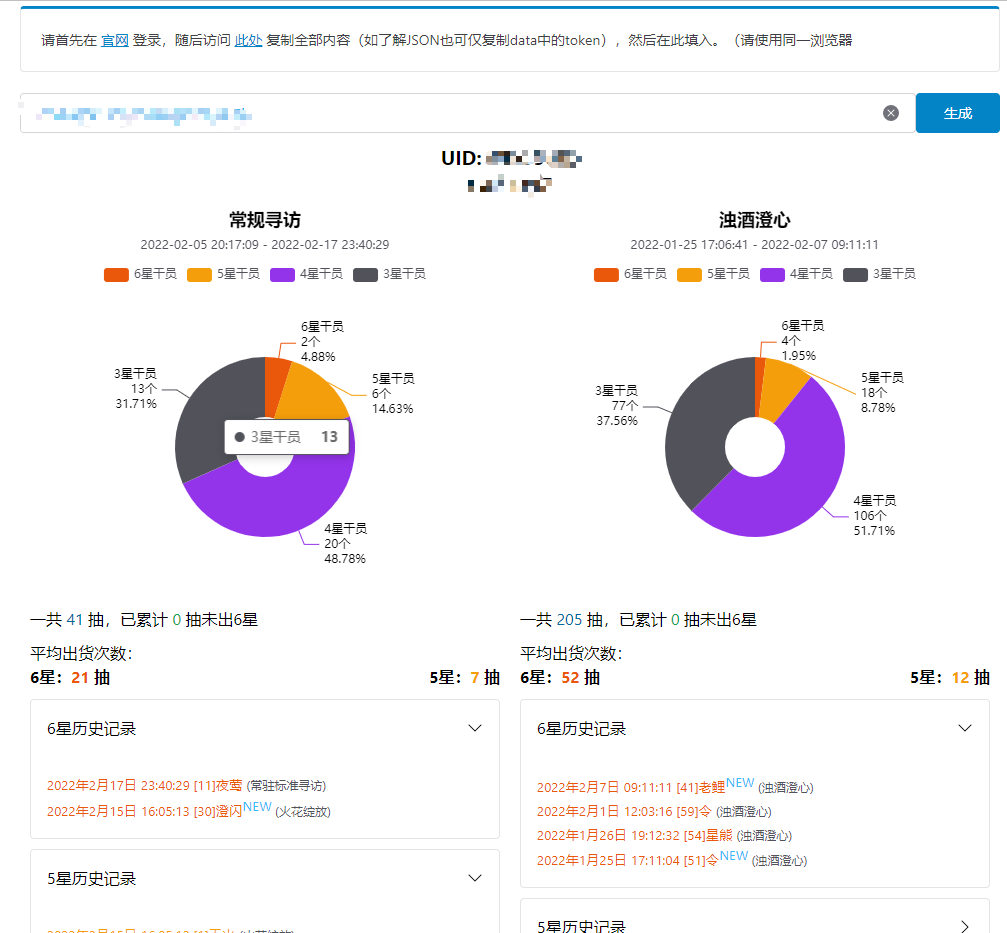 请首先在 官网 登录，随后访问 此处 复制全部内容（如了解JSON也可仅复制data中的token），然后在此填入。（请使用同一浏览器
生成
UID:
常规寻访
2022-02-05 20:17:09 - 2022-02-17 23:40:29
6星干员 5星干员 4星干员 3星干员
6星干员
2个
4.88%
5星干员
6个
14.63%
3星干员
13个
31.71%
3星干员 13
4星干员
20个
48.78%
一共 41 抽，已累计 0 抽未出6星
平均出货次数：
6星：21 抽 5星：7 抽
6星历史记录
2022年2月17日 23:40:29 [11]夜莺 (常驻标准寻访)
2022年2月15日 16:05:13 [30]澄闪NEW (火花绽放)
5星历史记录
浊酒澄心
2022-01-25 17:06:41 - 2022-02-07 09:11:11
6星干员 5星干员 4星干员 3星干员
6星干员
4个
1.95%
5星干员
18个
8.78%
3星干员
77个
37.56%
4星干员
106个
51.71%
一共 205 抽，已累计 0 抽未出6星
平均出货次数：
6星：52 抽 5星：12 抽
6星历史记录
2022年2月7日 09:11:11 [41]老鲤NEW (浊酒澄心)
2022年2月1日 12:03:16 [59]令 (浊酒澄心)
2022年1月26日 19:12:32 [54]星熊 (浊酒澄心)
2022年1月25日 17:11:04 [51]令NEW (浊酒澄心)
5星历史记录